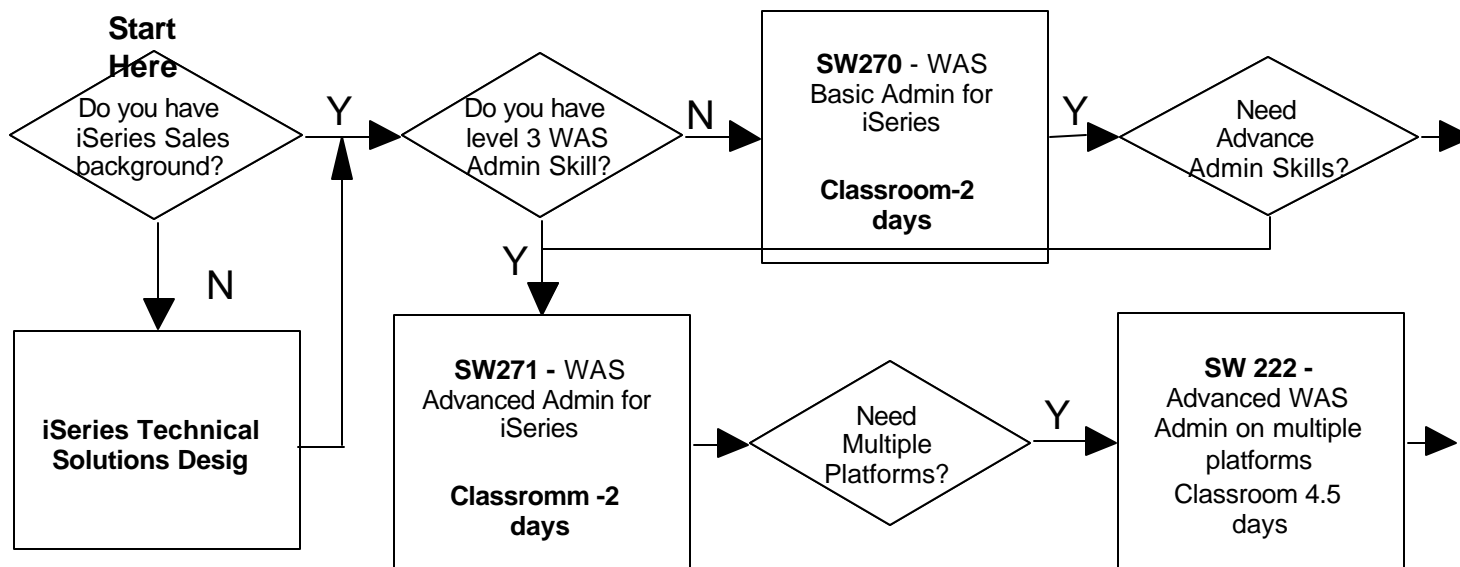 Start
Here
Do you have
iSeries Sales
background?
Y
N
iSeries Technical
Solutions Desig
Do you have
level 3 WAS
Admin Skill?
N
Y
SW270 - WAS
Basic Admin for
iSeries
Classroom-2
days
Y
Need
Advance
Admin Skills?
SW271 - WAS
Advanced Admin for
iSeries
Classromm -2
days
Need
Multiple
Platforms?
Y
SW 222 -
Advanced WAS
Admin on multiple
platforms
Classroom 4.5
days